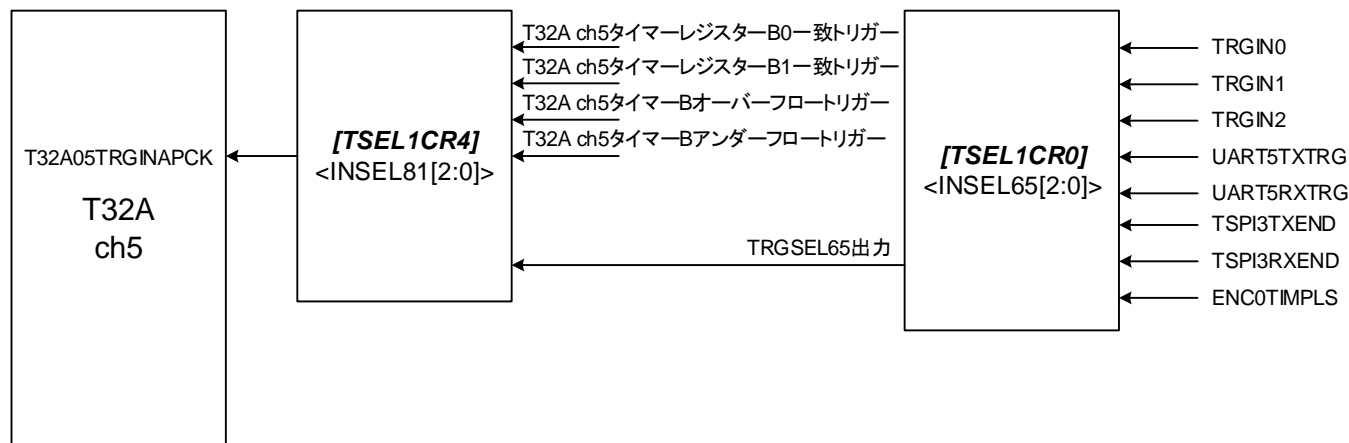 T32A05TRGINAPCK
T32A
ch5
[TSEL1CR4]
<INSEL81[2:0]>
T32A ch5タイマーレジスターB0一致トリガー
T32A ch5タイマーレジスターB1一致トリガー
T32A ch5タイマーBオーバーフロートリガー
T32A ch5タイマーBアンダーフロートリガー
TRGSEL65出力
[TSEL1CR0]
<INSEL65[2:0]>
TRGIN0
TRGIN1
TRGIN2
UART5TXTRG
UART5RXTRG
TSPI3TXEND
TSPI3RXEND
ENC0TIMPLS